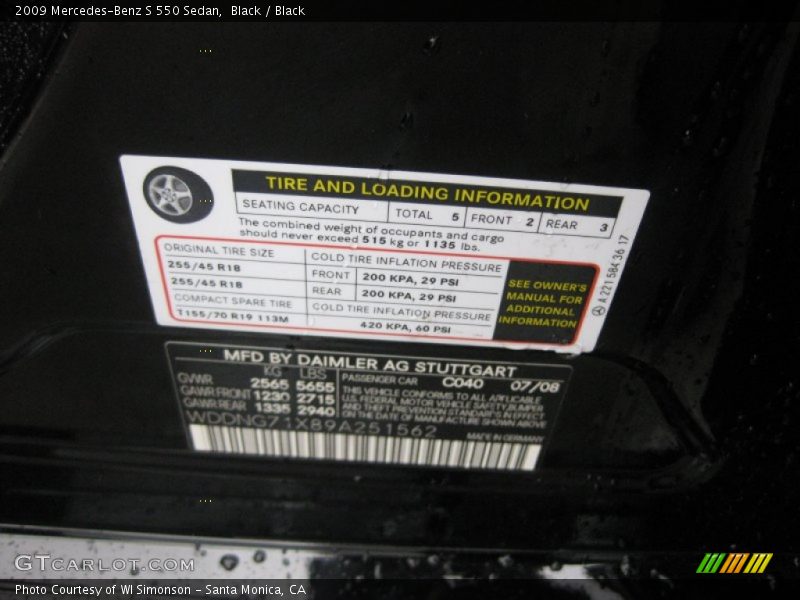 2009 Mercedes-Benz S 550 Sedan,  Black / Black
TIRE AND LOADING INFORMATION
SEATING CAPACITY TOTAL 5 FRONT 2 REAR 3
The combined weight of occupants and cargo
should never exceed 515 kg or 1135 lbs.
ORIGINAL TIRE SIZE COLD TIRE INFLATION PRESSURE
255/45 R18 FRONT 200 KPA, 29 PSI
255/45 R18 REAR 200 KPA, 29 PSI
COMPACT SPARE TIRE COLD TIRE INFLATION PRESSURE
T155/70 R19 113M 420 KPA, 60 PSI
SEE OWNER'S
MANUAL FOR
ADDITIONAL
INFORMATION
A 221 584 36 17
MFD BY DAIMLER AG STUTTGART
KG LBS
GVWR 2565 5655
GAWR FRONT 1230 2715
GAWR REAR 1335 2940
PASSENGER CAR C040 07/08
THIS VEHICLE CONFORMS TO ALL APPLICABLE
U.S. FEDERAL MOTOR VEHICLE SAFETY, BUMPER
AND THEFT PREVENTION STANDARDS IN EFFECT
ON THE DATE OF MANUFACTURE SHOWN ABOVE
WDDNG71X89A251562
MADE IN GERMANY
GTCARLOT.COM
Photo Courtesy of WI Simonson – Santa Monica, CA